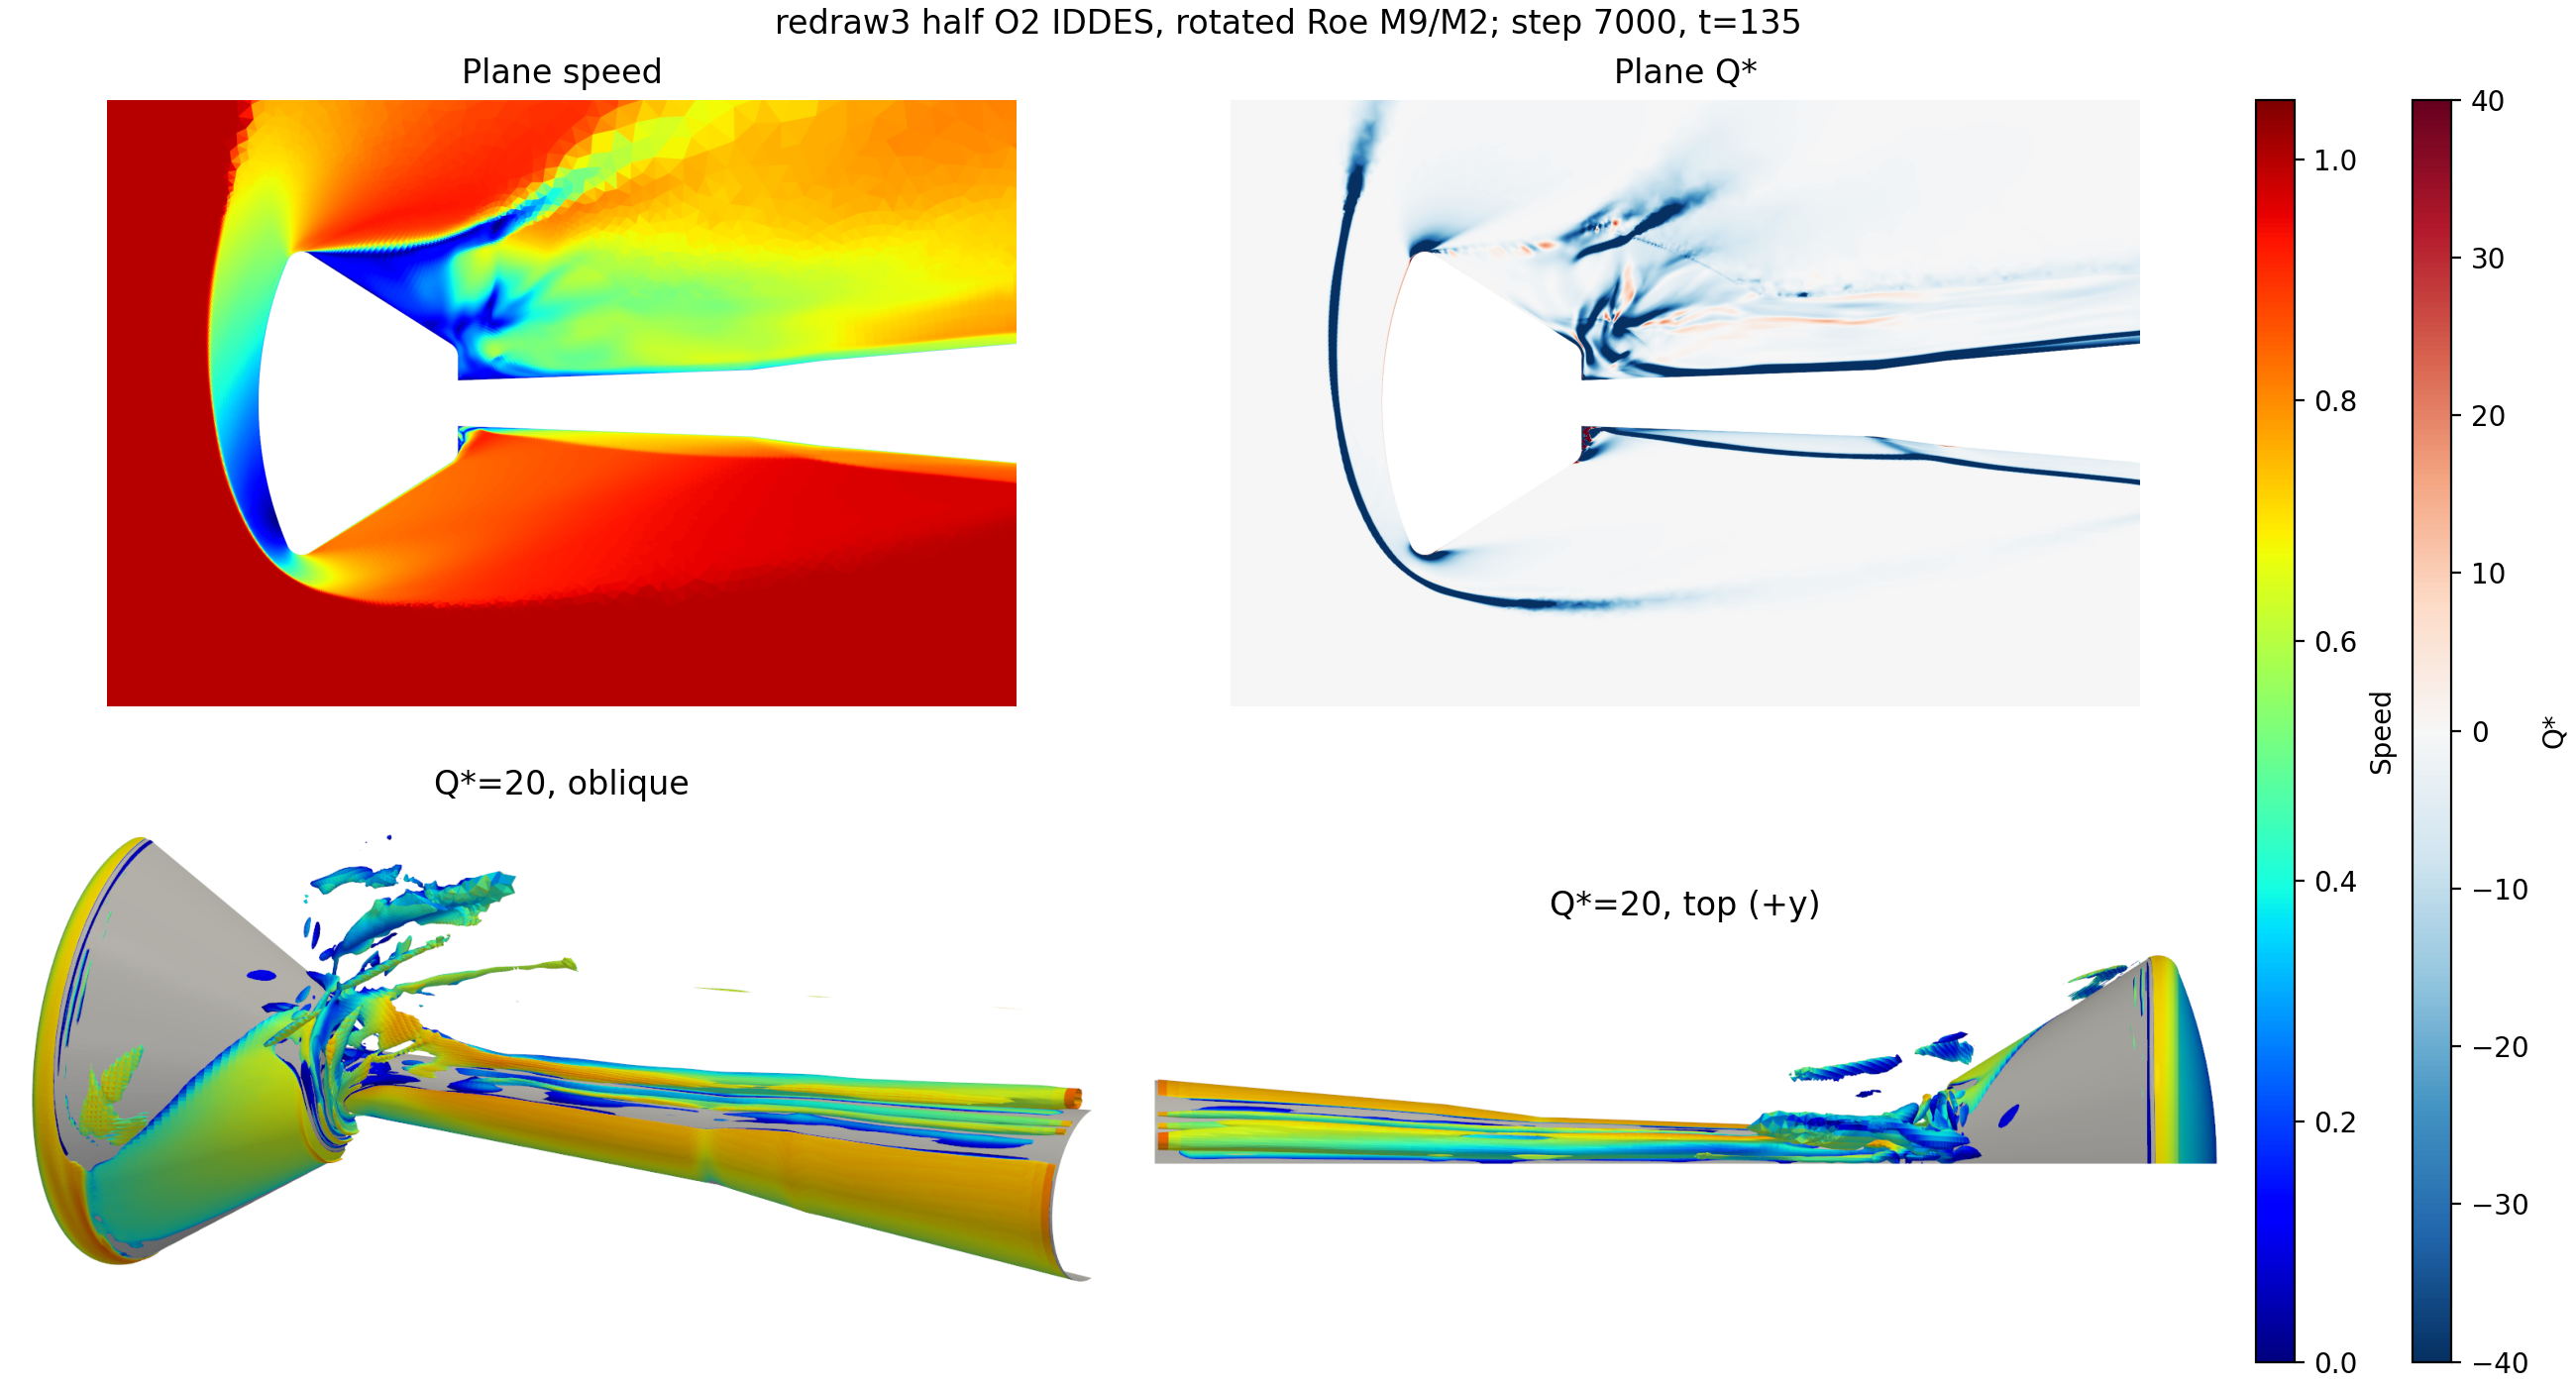 redraw3 half O2 IDDES, rotated Roe M9/M2; step 7000, t=135
Plane speed
Plane Q*
Q*=20, oblique
Q*=20, top (+y)
1.0
0.8
0.6
0.4
0.2
0.0
Speed
40
30
20
10
0
−10
−20
−30
−40
Q*